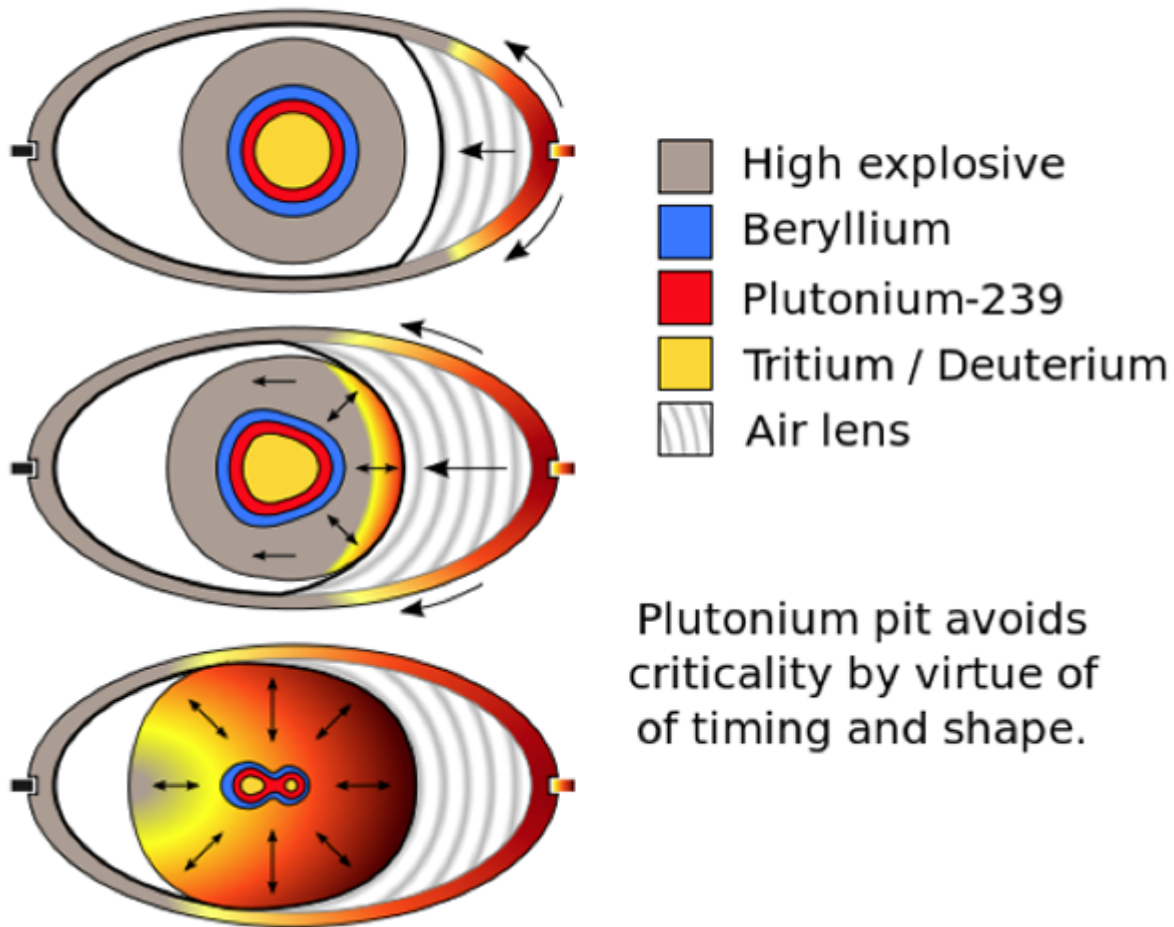 High explosive
Beryllium
Plutonium-239
Tritium / Deuterium
Air lens
Plutonium pit avoids
criticality by virtue of
of timing and shape.